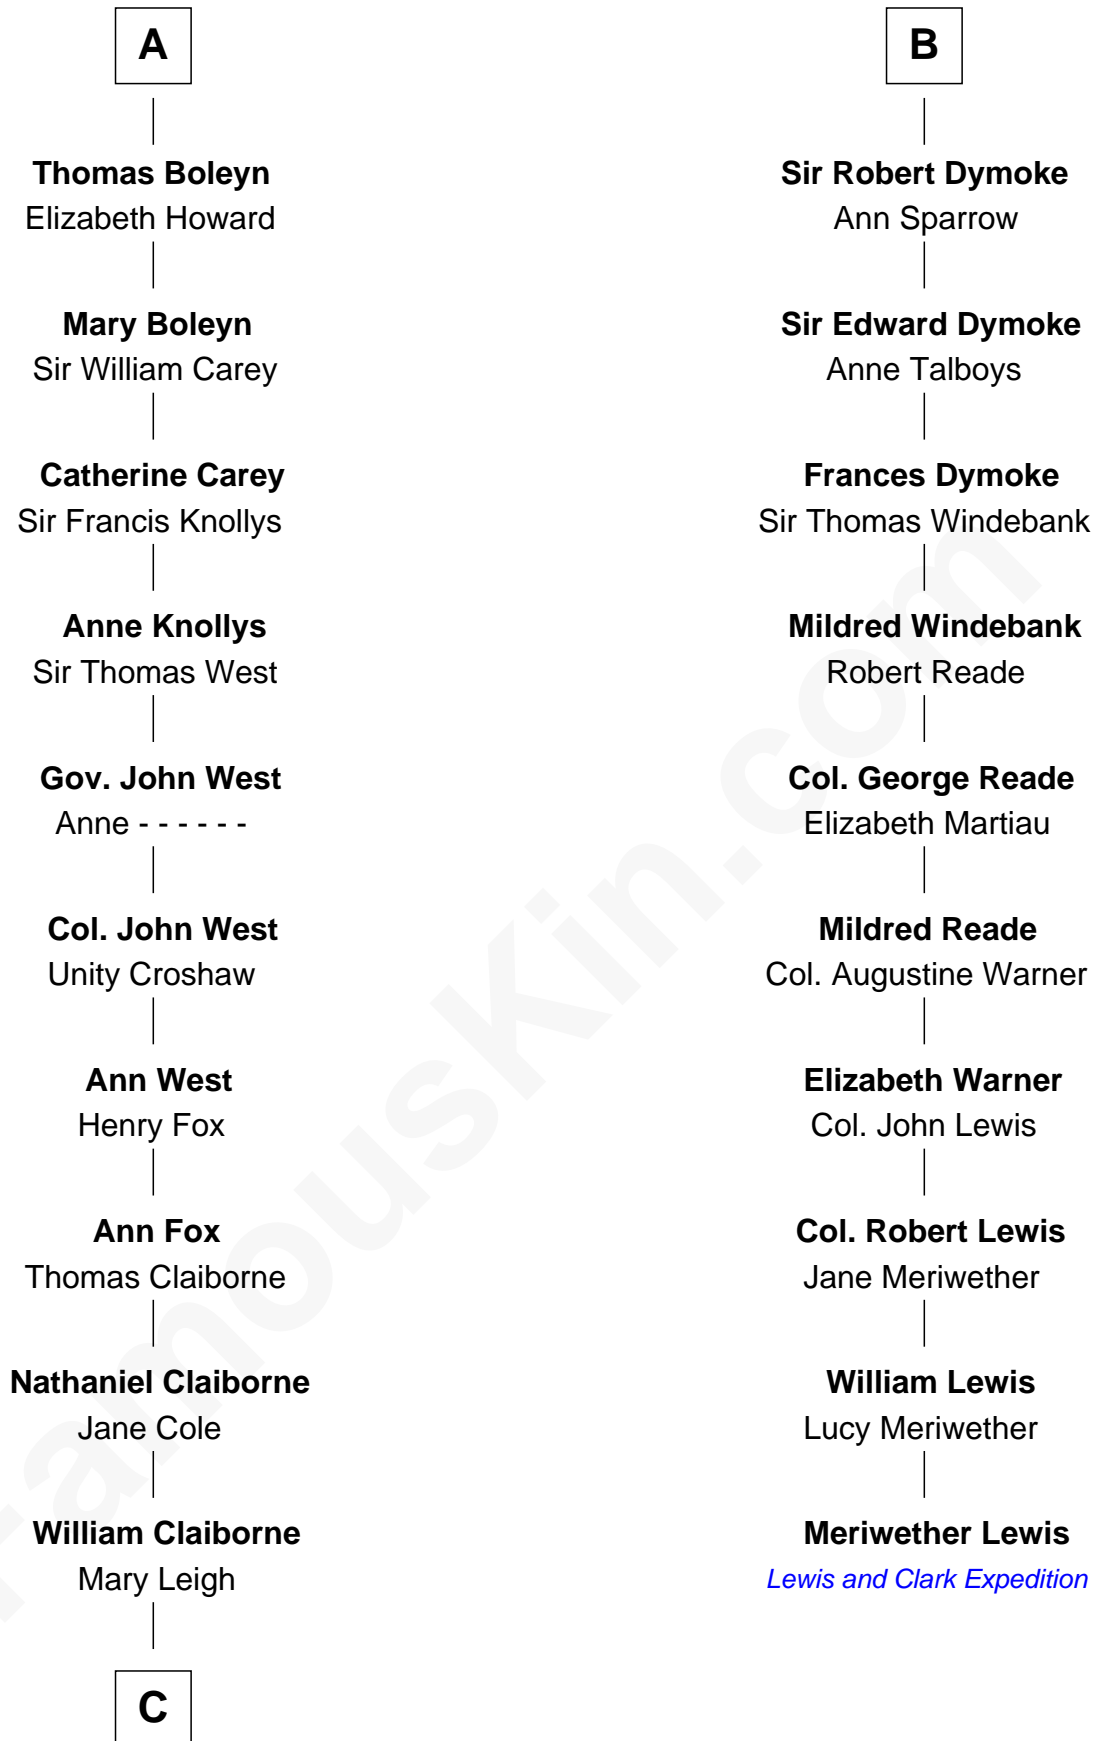 A
Thomas Boleyn
Elizabeth Howard
Mary Boleyn
Sir William Carey
Catherine Carey
Sir Francis Knollys
Anne Knollys
Sir Thomas West
Gov. John West
Anne - - - - - -
Col. John West
Unity Croshaw
Ann West
Henry Fox
Ann Fox
Thomas Claiborne
Nathaniel Claiborne
Jane Cole
William Claiborne
Mary Leigh
C
B
Sir Robert Dymoke
Ann Sparrow
Sir Edward Dymoke
Anne Talboys
Frances Dymoke
Sir Thomas Windebank
Mildred Windebank
Robert Reade
Col. George Reade
Elizabeth Martiau
Mildred Reade
Col. Augustine Warner
Elizabeth Warner
Col. John Lewis
Col. Robert Lewis
Jane Meriwether
William Lewis
Lucy Meriwether
Meriwether Lewis
Lewis and Clark Expedition
FamousKin.com